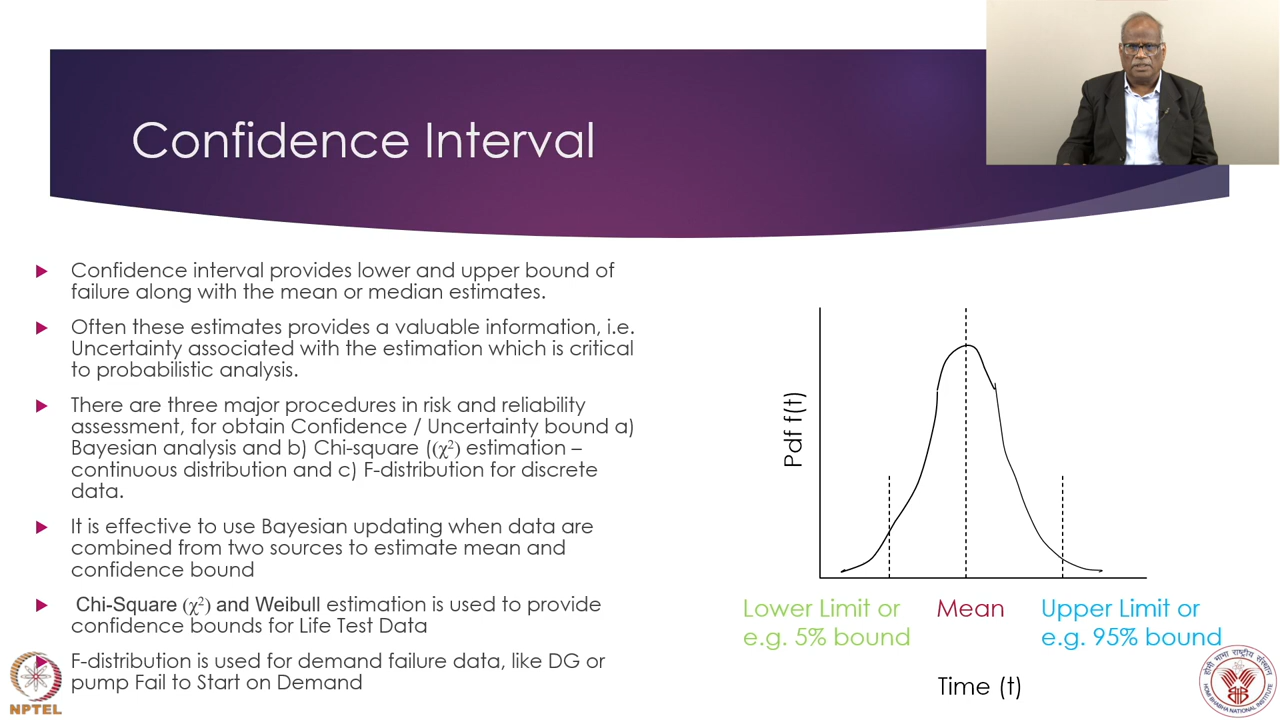 Confidence Interval
Confidence interval provides lower and upper bound of
failure along with the mean or median estimates.
Often these estimates provides a valuable information, i.e.
Uncertainty associated with the estimation which is critical
to probabilistic analysis.
There are three major procedures in risk and reliability
assessment, for obtain Confidence / Uncertainty bound a)
Bayesian analysis and b) Chi-square ((χ²) estimation –
continuous distribution and c) F-distribution for discrete
data.
It is effective to use Bayesian updating when data are
combined from two sources to estimate mean and
confidence bound
Chi-Square (χ²) and Weibull estimation is used to provide
confidence bounds for Life Test Data
F-distribution is used for demand failure data, like DG or
pump Fail to Start on Demand
Pdf f(t)
Lower Limit or
e.g. 5% bound
Mean
Upper Limit or
e.g. 95% bound
Time (t)
NPTEL
होमी भाभा राष्ट्रीय संस्थान
HOMI BHABHA NATIONAL INSTITUTE